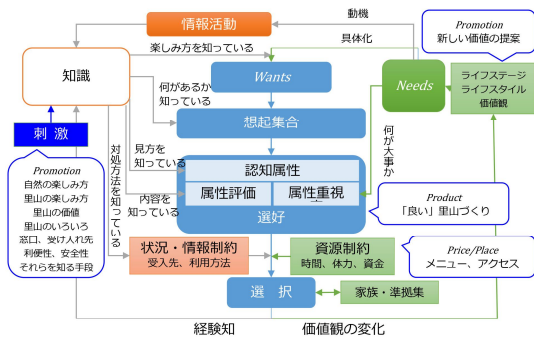 情報活動
動機
Promotion
新しい価値の提案
楽しみ方を知っている
具体化
知識
Wants
Needs
ライフステージ
ライフスタイル
価値観
何があるか
知っている
想起集合
刺 激
対処方法を知っている
見方を
知っている
何が大事か
認知属性
Promotion
自然の楽しみ方
里山の楽しみ方
里山の価値
里山のいろいろ
窓口、受け入れ先
利便性、安全性
それらを知る手段
内容を
知っている
属性評価
属性重視
選好
Product
「良い」里山づくり
状況・情報制約
受入先、利用方法
資源制約
時間、体力、資金
Price/Place
メニュー、アクセス
選 択
家族・準拠集
経験知
価値観の変化